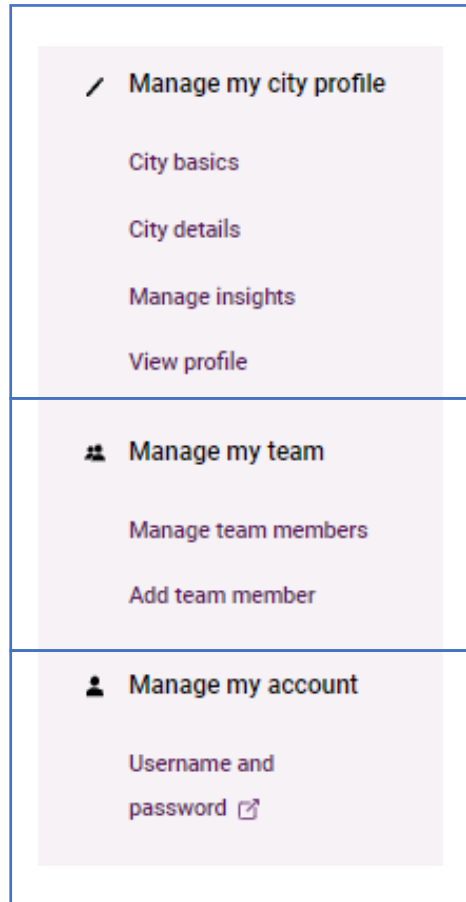 Manage my city profile
City basics
City details
Manage insights
View profile
Manage my team
Manage team members
Add team member
Manage my account
Username and
password